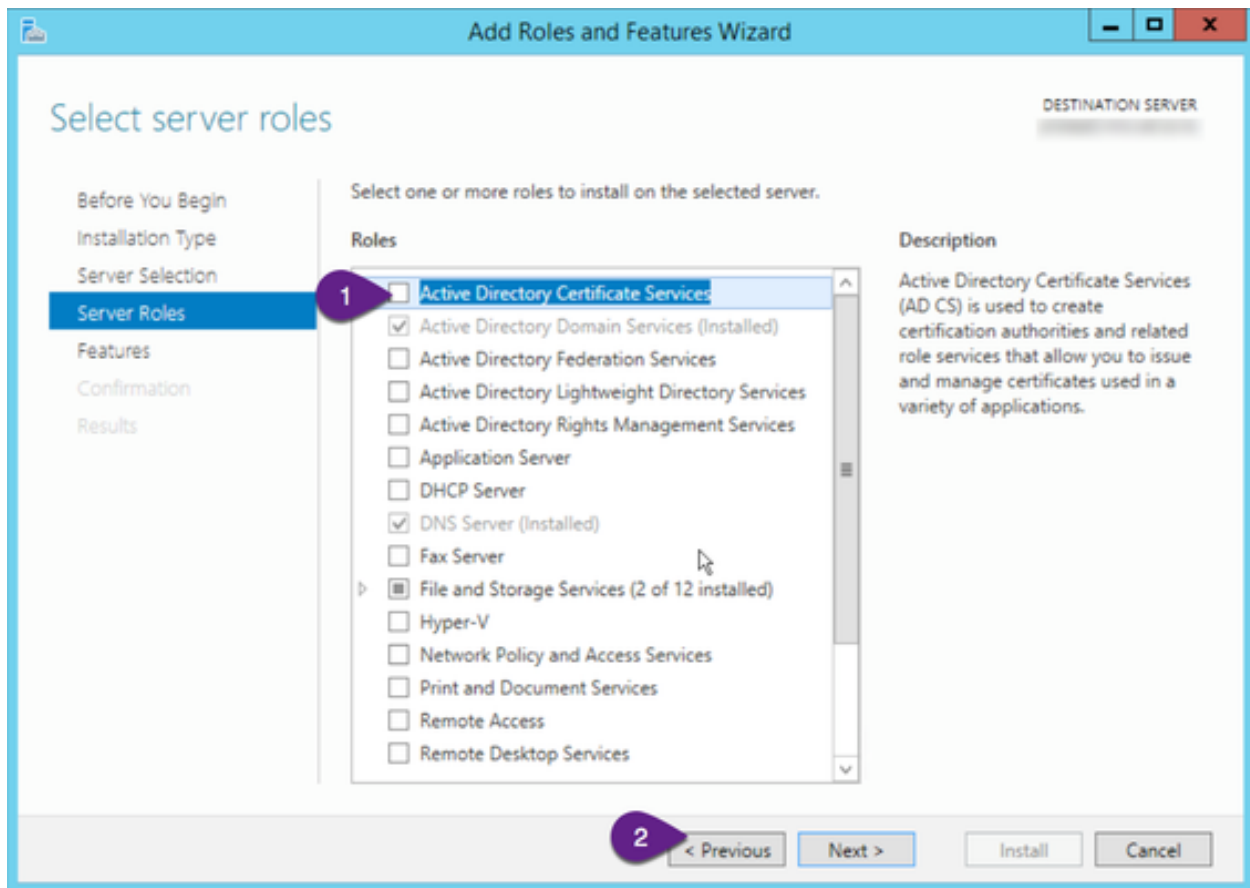 Add Roles and Features Wizard
Select server roles
DESTINATION SERVER
Before You Begin
Installation Type
Server Selection
Server Roles
Features
Confirmation
Results
Select one or more roles to install on the selected server.
Roles
1
Active Directory Certificate Services
Active Directory Domain Services (Installed)
Active Directory Federation Services
Active Directory Lightweight Directory Services
Active Directory Rights Management Services
Application Server
DHCP Server
DNS Server (Installed)
Fax Server
File and Storage Services (2 of 12 installed)
Hyper-V
Network Policy and Access Services
Print and Document Services
Remote Access
Remote Desktop Services
Description
Active Directory Certificate Services
(AD CS) is used to create
certification authorities and related
role services that allow you to issue
and manage certificates used in a
variety of applications.
2
< Previous
Next >
Install
Cancel